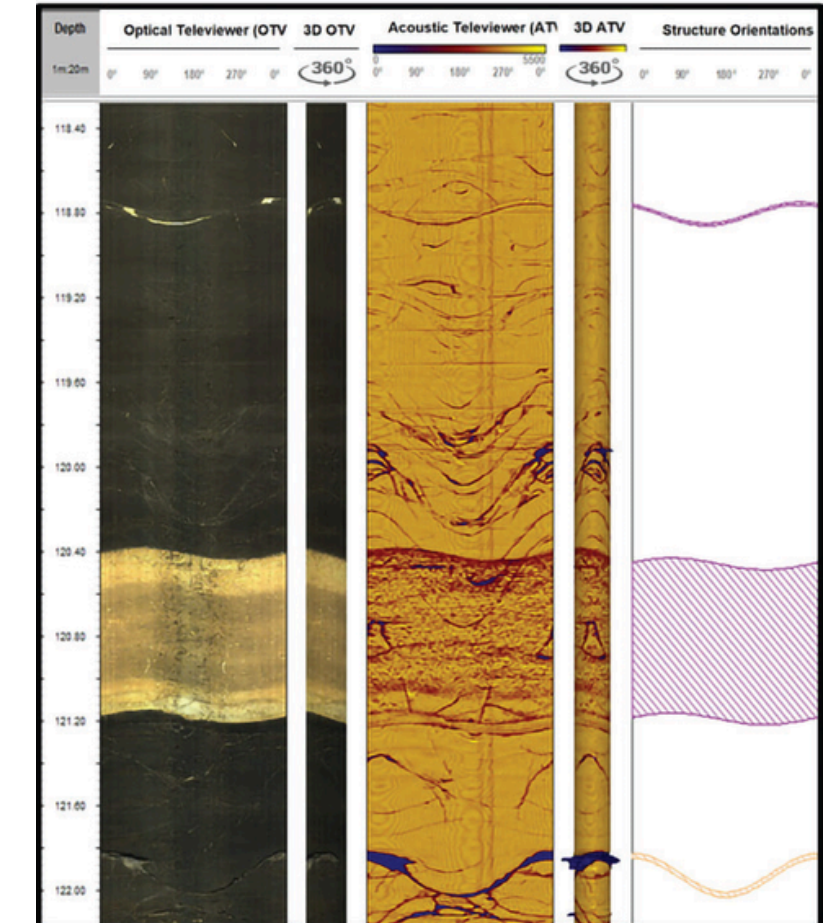 Depth
Optical Televiewer (OTV
3D OTV
Acoustic Televiewer (ATV
3D ATV
Structure Orientations
1m:20m
0° 90° 180° 270° 0°
360°
0 5500
0° 90° 180° 270° 0°
360°
0° 90° 180° 270° 0°
118.40
118.80
119.20
119.60
120.00
120.40
120.80
121.20
121.60
122.00